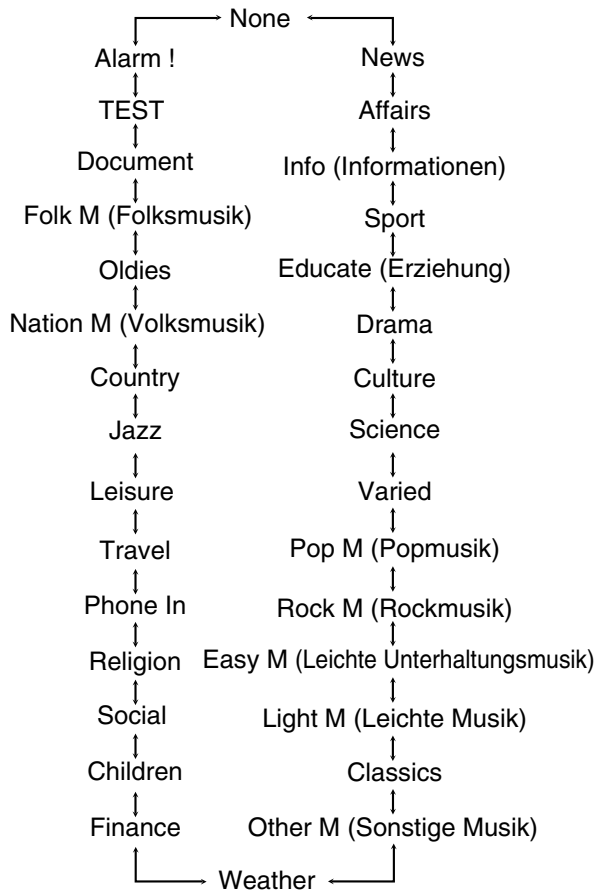 None
Alarm !
TEST
Document
Folk M (Folksmusik)
Oldies
Nation M (Volksmusik)
Country
Jazz
Leisure
Travel
Phone In
Religion
Social
Children
Finance
News
Affairs
Info (Informationen)
Sport
Educate (Erziehung)
Drama
Culture
Science
Varied
Pop M (Popmusik)
Rock M (Rockmusik)
Easy M (Leichte Unterhaltungsmusik)
Light M (Leichte Musik)
Classics
Other M (Sonstige Musik)
Weather